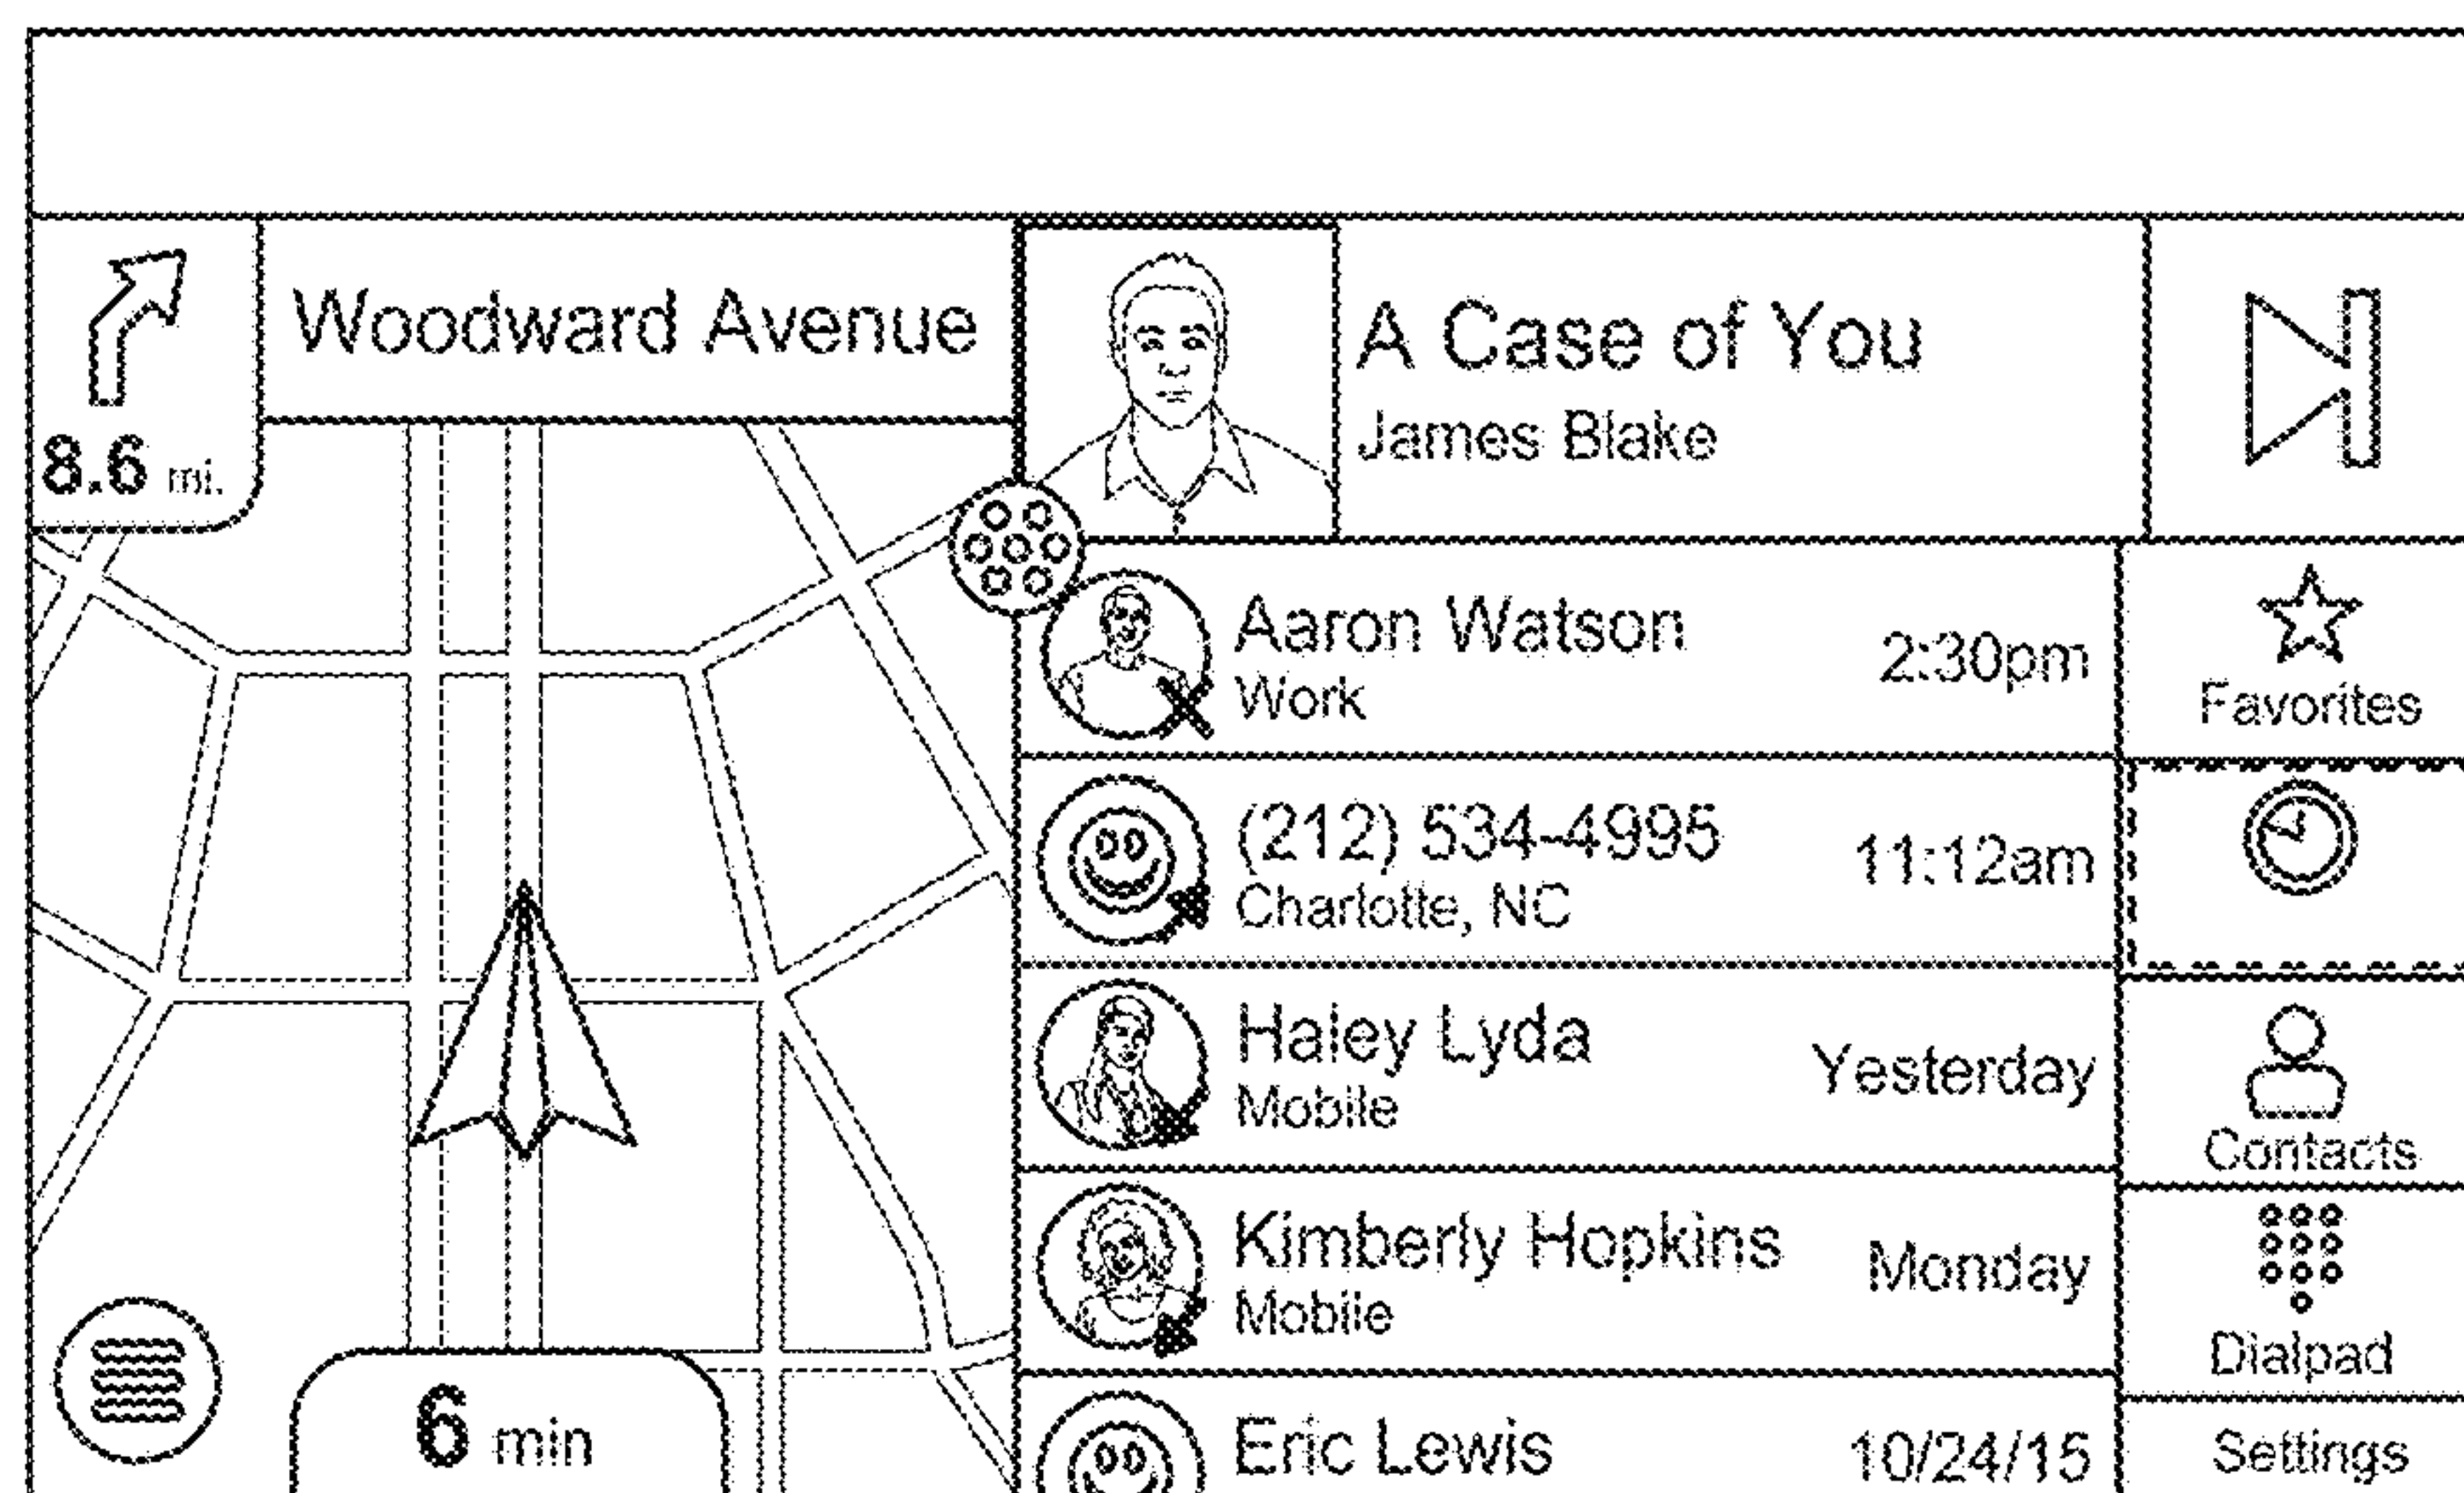 Woodward Avenue
8.6 mi.
6 min
A Case of You
James Blake
Aaron Watson
Work
2:30pm
(212) 534-4995
Charlotte, NC
11:12am
Haley Lyda
Mobile
Yesterday
Kimberly Hopkins
Mobile
Monday
Eric Lewis
10/24/15
Favorites
Contacts
Dialpad
Settings